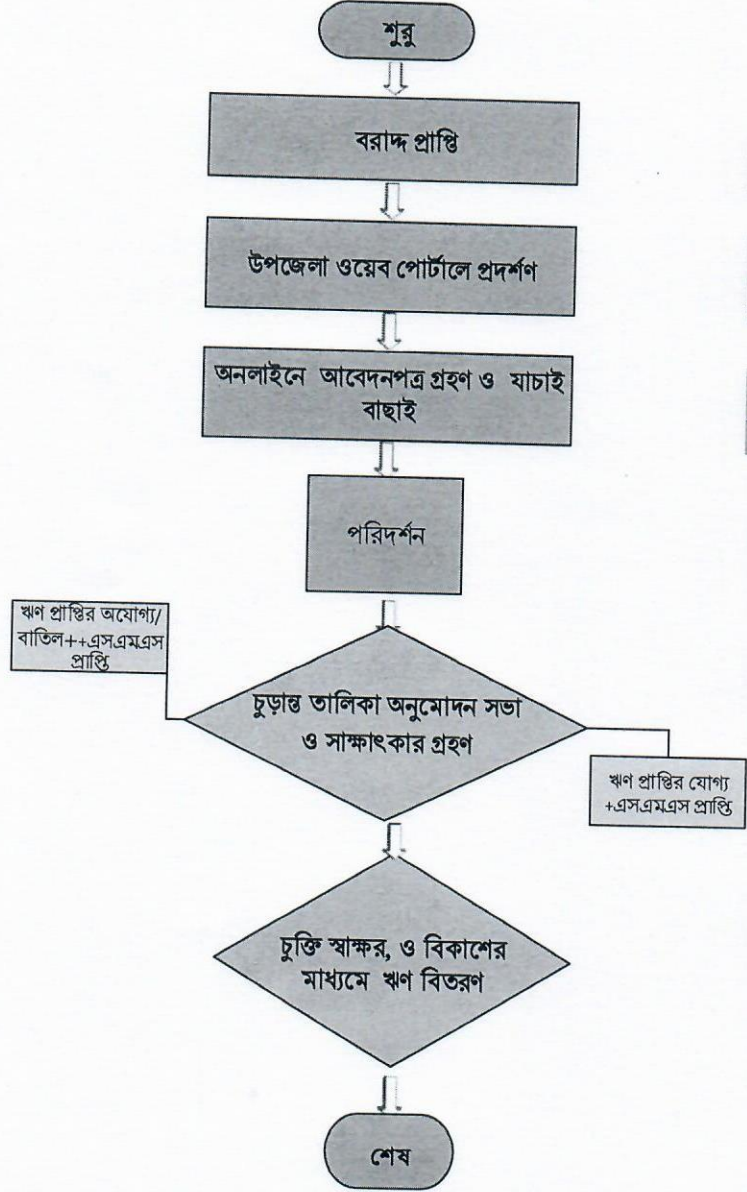 শুরু
বরাদ্দ প্রাপ্তি
উপজেলা ওয়েব পোর্টালে প্রদর্শণ
অনলাইনে আবেদনপত্র গ্রহণ ও যাচাই
বাছাই
পরিদর্শন
ঋণ প্রাপ্তির অযোগ্য/
বাতিল++এসএমএস
প্রাপ্তি
চুড়ান্ত তালিকা অনুমোদন সভা
ও সাক্ষাৎকার গ্রহণ
ঋণ প্রাপ্তির যোগ্য
+এসএমএস প্রাপ্তি
চুক্তি স্বাক্ষর, ও বিকাশের
মাধ্যমে ঋণ বিতরণ
শেষ